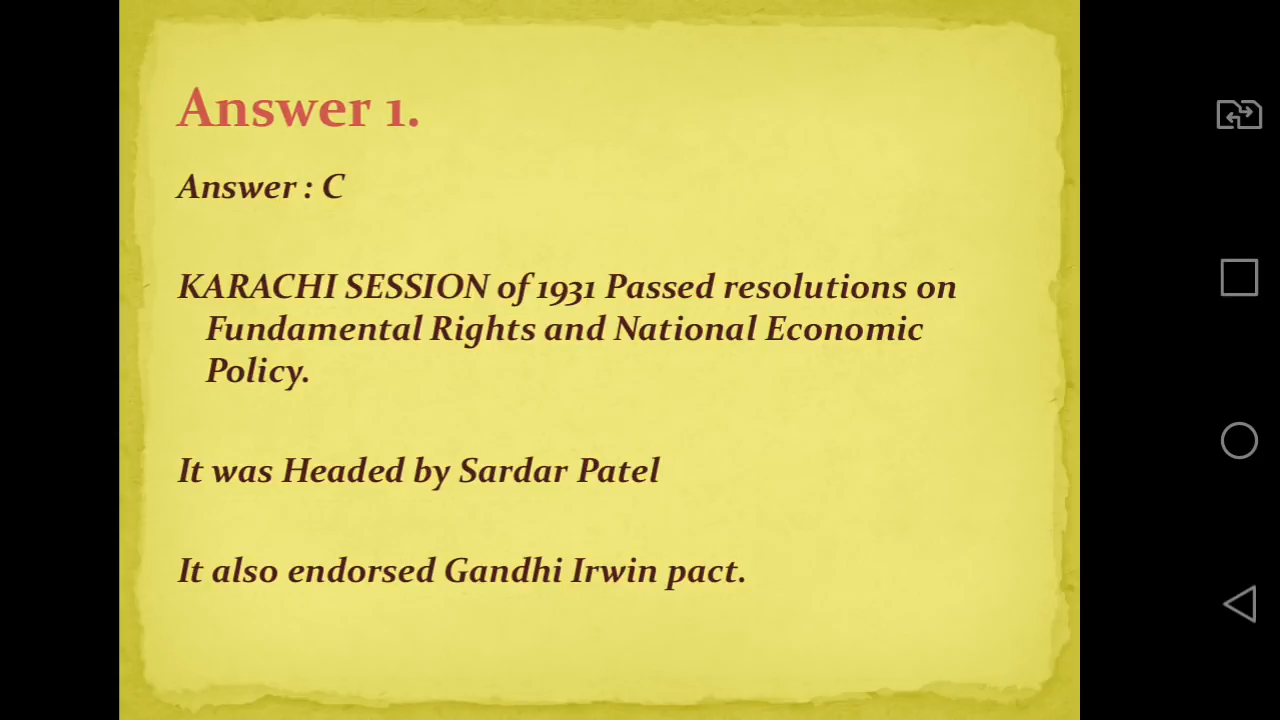 Answer 1.
Answer : C
KARACHI SESSION of 1931 Passed resolutions on
Fundamental Rights and National Economic
Policy.
It was Headed by Sardar Patel
It also endorsed Gandhi Irwin pact.